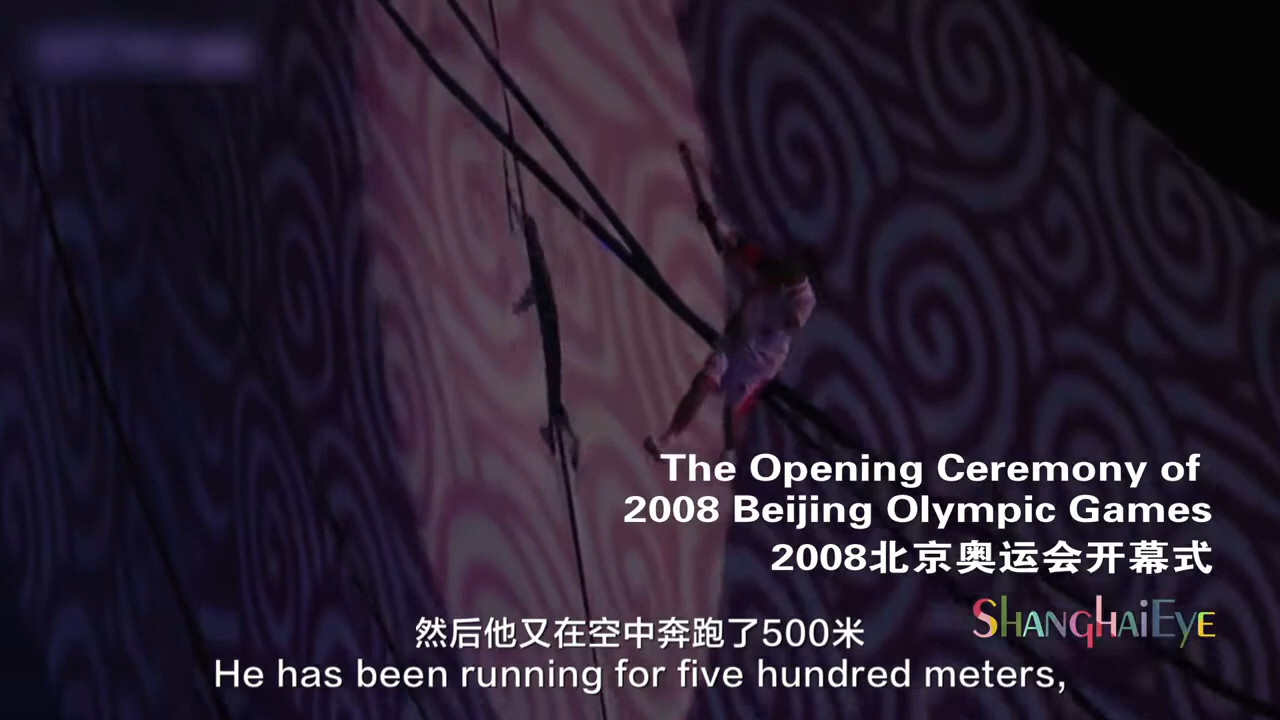 The Opening Ceremony of
2008 Beijing Olympic Games
2008北京奥运会开幕式
ShanghaiEye
然后他又在空中奔跑了500米
He has been running for five hundred meters,